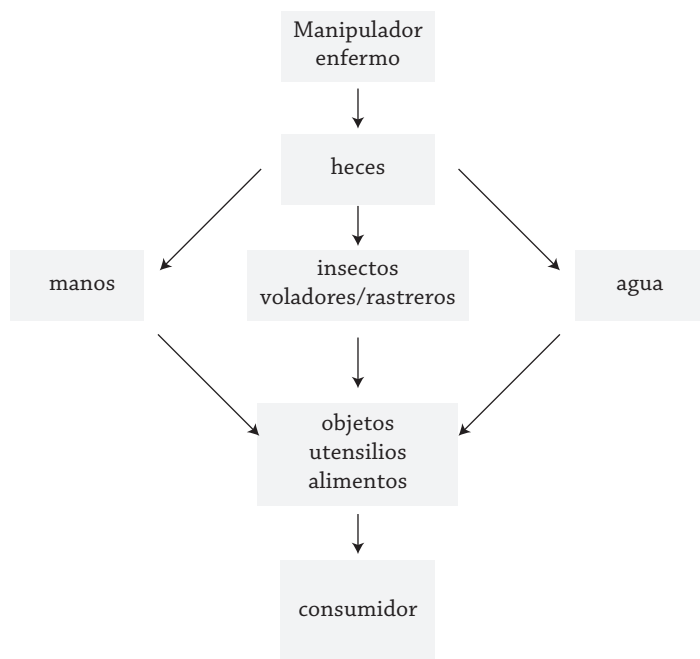 Manipulador
enfermo
heces
manos
insectos
voladores/rastreros
agua
objetos
utensilios
alimentos
consumidor